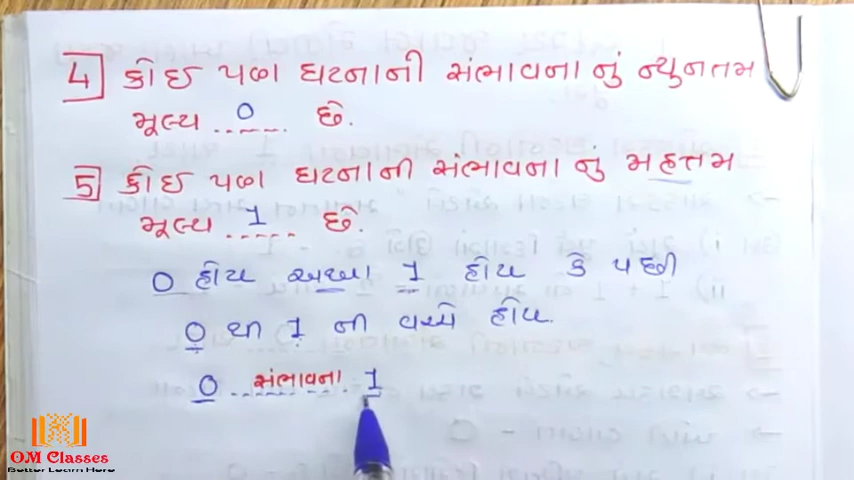 4 કોઈ પણ ઘટનાની સંભાવના નું ન્યુનતમ
મૂલ્ય ..0.. છે.
5 કોઈ પણ ઘટનાની સંભાવના નું મહત્તમ
મૂલ્ય ..1.. છે.
0 હોય અથવા 1 હોય કે પછી
0 થી 1 ની વચ્ચે હોય.
0 ..સંભાવના.. 1
OM Classes
Better Learn Here